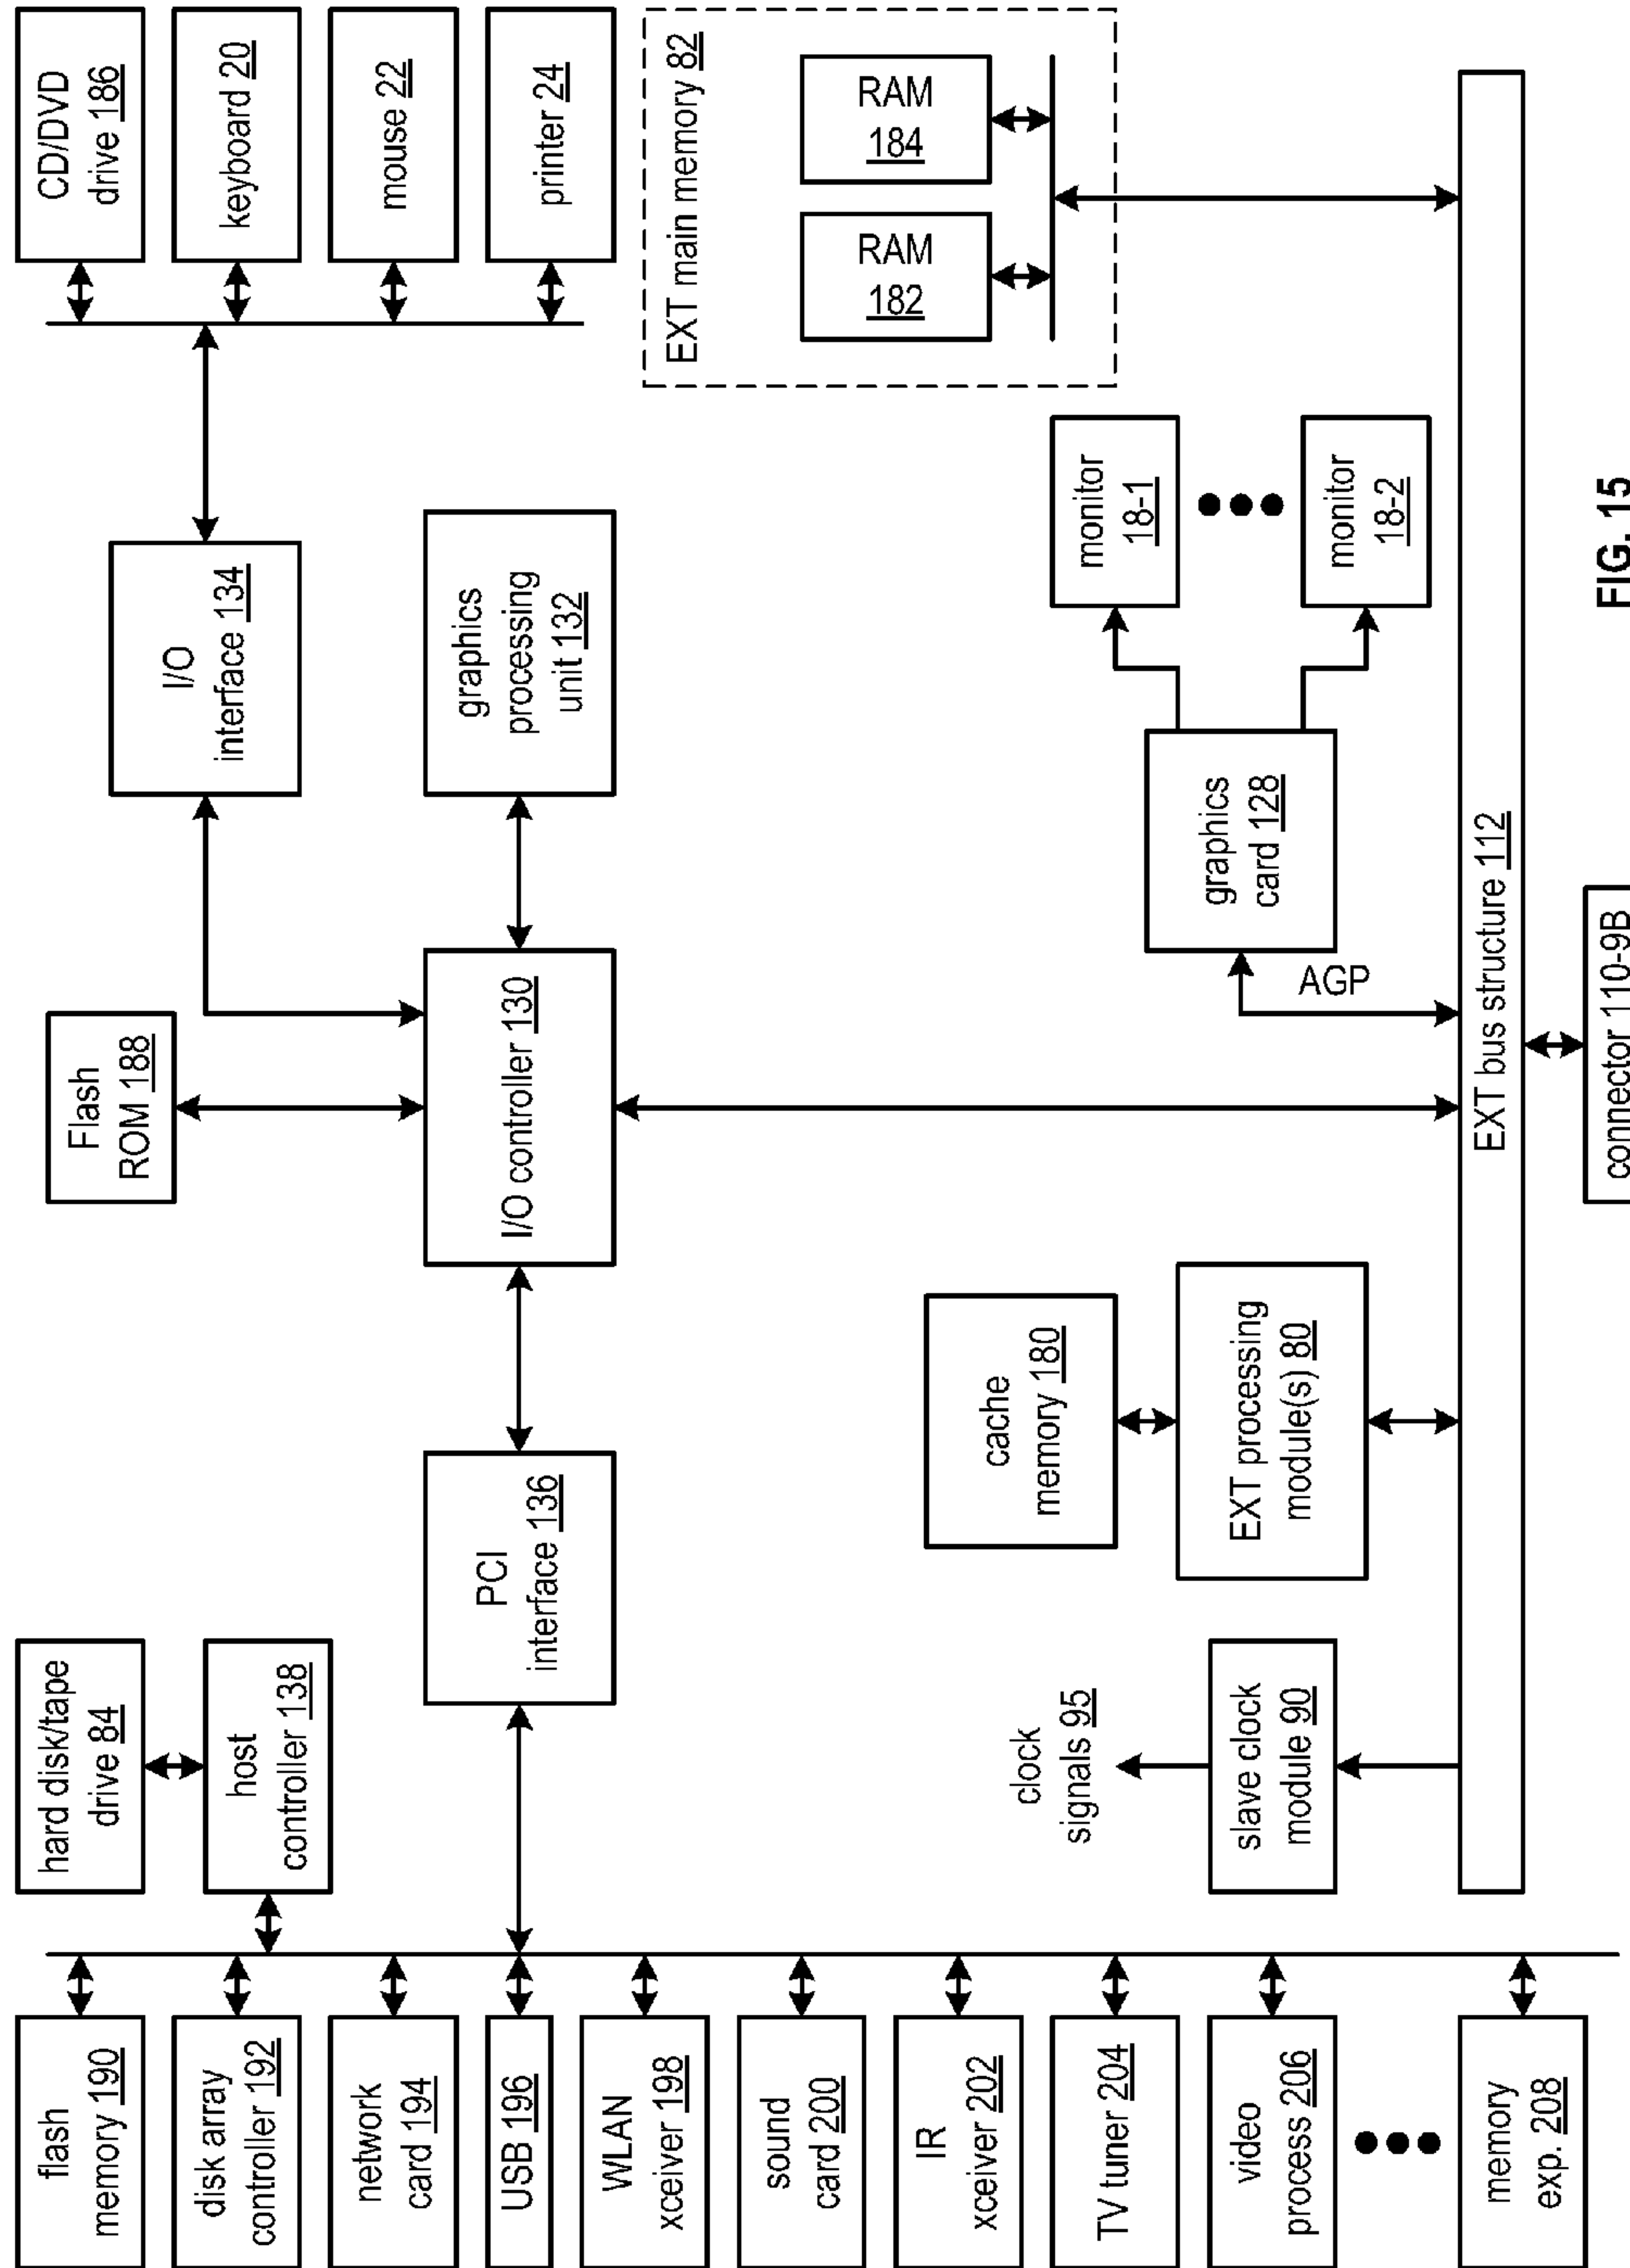 flash
memory 190
disk array
controller 192
network
card 194
USB 196
WLAN
xceiver 198
sound
card 200
IR
xceiver 202
TV tuner 204
video
process 206
memory
exp. 208
hard disk/tape
drive 84
host
controller 138
PCI
interface 136
clock
signals 95
slave clock
module 90
Flash
ROM 188
I/O controller 130
cache
memory 180
EXT processing
module(s) 80
I/O
interface 134
graphics
processing
unit 132
AGP
graphics
card 128
monitor
18-1
monitor
18-2
CD/DVD
drive 186
keyboard 20
mouse 22
printer 24
EXT main memory 82
RAM
182
RAM
184
EXT bus structure 112
connector 110-9B
FIG. 15